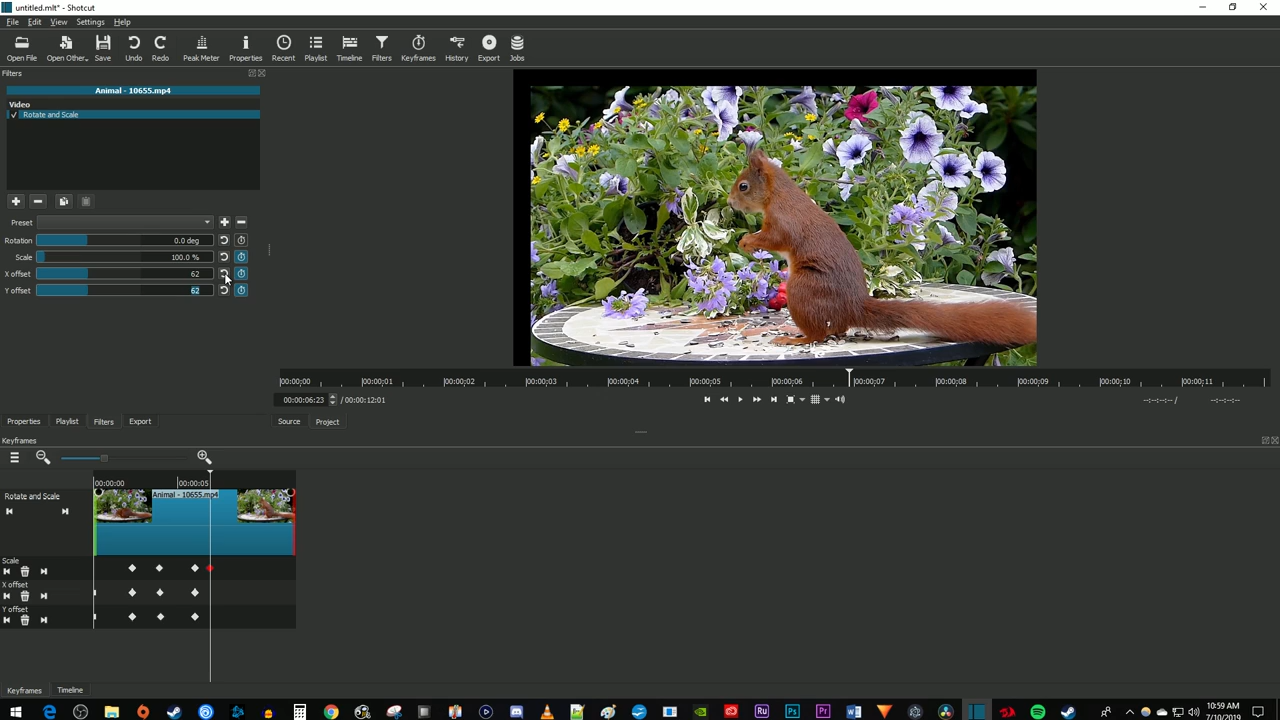 untitled.mlt* - Shotcut
File Edit View Settings Help
Open File Open Other... Save Undo Redo Peak Meter Properties Recent Playlist Timeline Filters Keyframes History Export Jobs
Filters
Animal - 10655.mp4
Video
Rotate and Scale
Preset
Rotation 0.0 deg
Scale 100.0 %
X offset 62
Y offset 62
00:00:00 00:00:01 00:00:02 00:00:03 00:00:04 00:00:05 00:00:06 00:00:07 00:00:08 00:00:09 00:00:10 00:00:11
00:00:06:23 / 00:00:12:01 --:--:--:-- / --:--:--:--
Properties Playlist Filters Export Source Project
Keyframes
00:00:00 00:00:05
Rotate and Scale Animal - 10655.mp4
Scale
X offset
Y offset
Keyframes Timeline
10:59 AM
7/10/2019